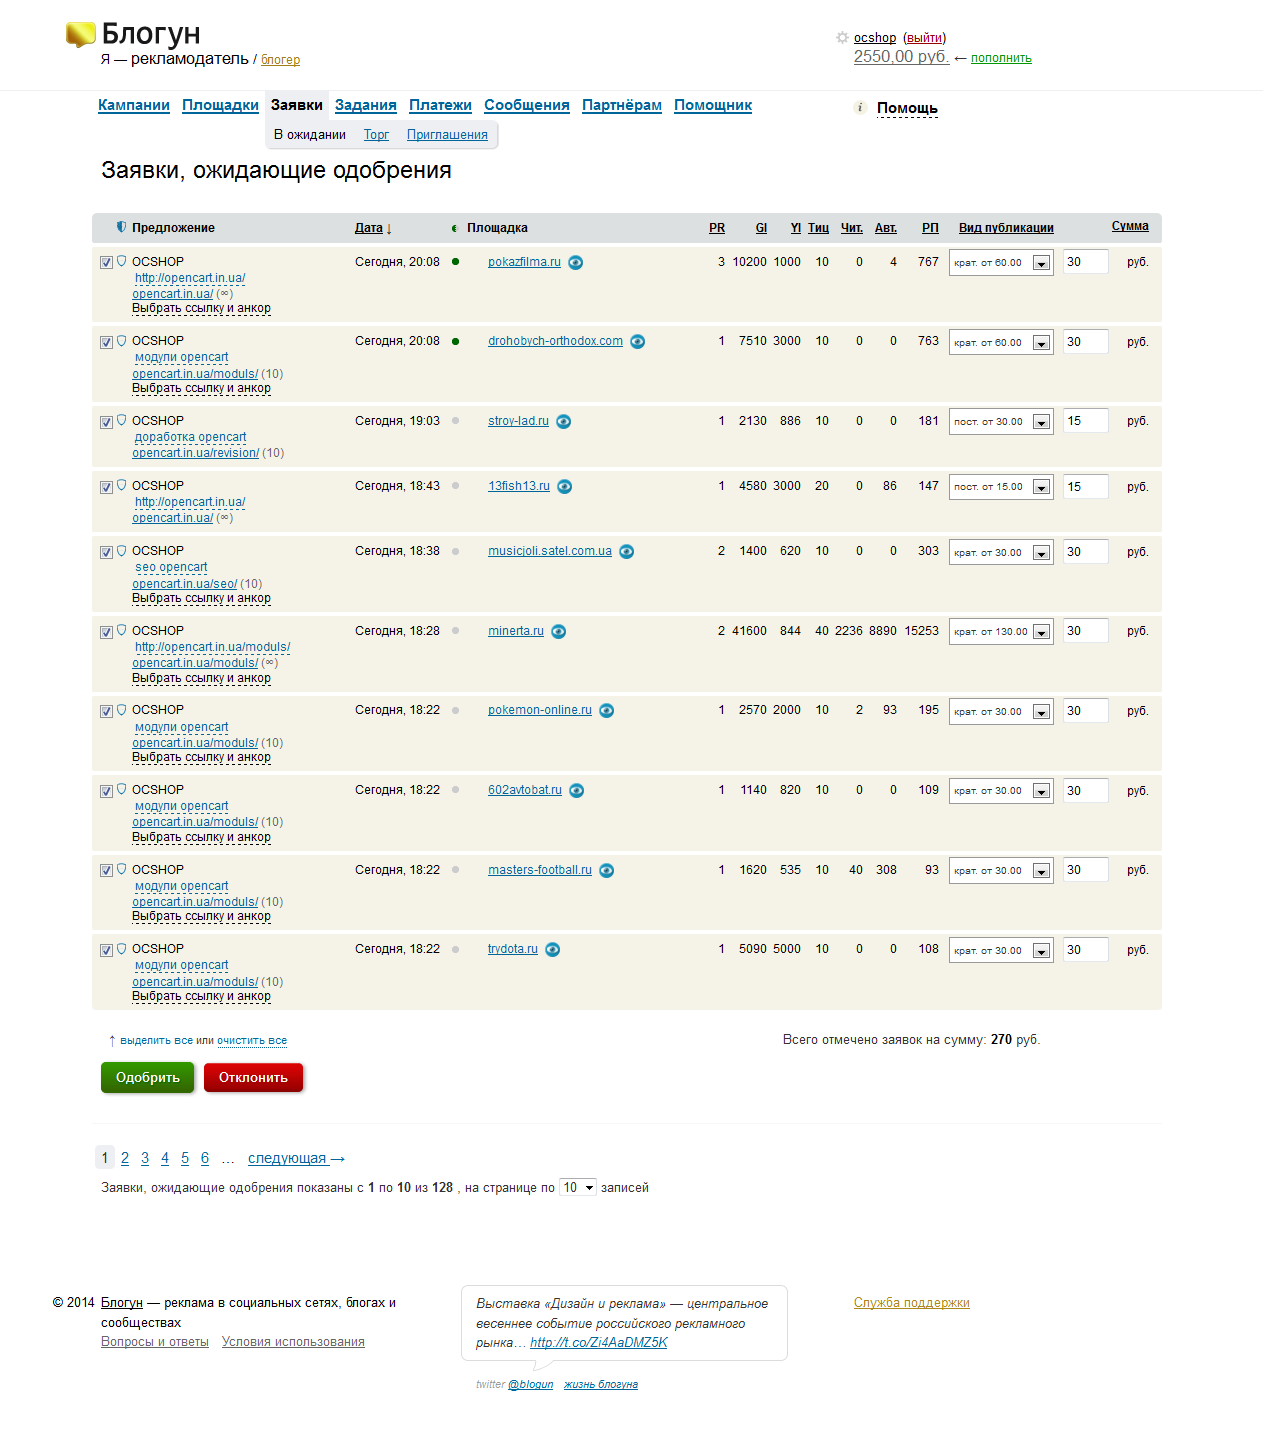 Блогун
Я — рекламодатель / блогер
ocshop (выйти)
2550,00 руб. ← пополнить
Кампании Площадки Заявки Задания Платежи Сообщения Партнёрам Помощник
i Помощь
В ожидании Торг Приглашения
Заявки, ожидающие одобрения
Предложение Дата ↓ Площадка PR GI YI Тиц Чит. Авт. РП Вид публикации Сумма
OCSHOP Сегодня, 20:08 pokazfilma.ru 3 10200 1000 10 0 4 767 крат. от 60.00 30 руб.
http://opencart.in.ua/
opencart.in.ua/ (∞)
Выбрать ссылку и анкор
OCSHOP Сегодня, 20:08 drohobych-orthodox.com 1 7510 3000 10 0 0 763 крат. от 60.00 30 руб.
модули opencart
opencart.in.ua/moduls/ (10)
Выбрать ссылку и анкор
OCSHOP Сегодня, 19:03 stroy-lad.ru 1 2130 886 10 0 0 181 пост. от 30.00 15 руб.
доработка opencart
opencart.in.ua/revision/ (10)
OCSHOP Сегодня, 18:43 13fish13.ru 1 4580 3000 20 0 86 147 пост. от 15.00 15 руб.
http://opencart.in.ua/
opencart.in.ua/ (∞)
OCSHOP Сегодня, 18:38 musicjoli.satel.com.ua 2 1400 620 10 0 0 303 крат. от 30.00 30 руб.
seo opencart
opencart.in.ua/seo/ (10)
Выбрать ссылку и анкор
OCSHOP Сегодня, 18:28 minerta.ru 2 41600 844 40 2236 8890 15253 крат. от 130.00 30 руб.
http://opencart.in.ua/moduls/
opencart.in.ua/moduls/ (∞)
Выбрать ссылку и анкор
OCSHOP Сегодня, 18:22 pokemon-online.ru 1 2570 2000 10 2 93 195 крат. от 30.00 30 руб.
модули opencart
opencart.in.ua/moduls/ (10)
Выбрать ссылку и анкор
OCSHOP Сегодня, 18:22 602avtobat.ru 1 1140 820 10 0 0 109 крат. от 30.00 30 руб.
модули opencart
opencart.in.ua/moduls/ (10)
Выбрать ссылку и анкор
OCSHOP Сегодня, 18:22 masters-football.ru 1 1620 535 10 40 308 93 крат. от 30.00 30 руб.
модули opencart
opencart.in.ua/moduls/ (10)
Выбрать ссылку и анкор
OCSHOP Сегодня, 18:22 trydota.ru 1 5090 5000 10 0 0 108 крат. от 30.00 30 руб.
модули opencart
opencart.in.ua/moduls/ (10)
Выбрать ссылку и анкор
↑ выделить все или очистить все
Всего отмечено заявок на сумму: 270 руб.
Одобрить Отклонить
1 2 3 4 5 6 … следующая →
Заявки, ожидающие одобрения показаны с 1 по 10 из 128 , на странице по 10 записей
© 2014 Блогун — реклама в социальных сетях, блогах и
сообществах
Вопросы и ответы Условия использования
Выставка «Дизайн и реклама» — центральное
весеннее событие российского рекламного
рынка… http://t.co/Zi4AaDMZ5K
twitter @blogun жизнь блогуна
Служба поддержки